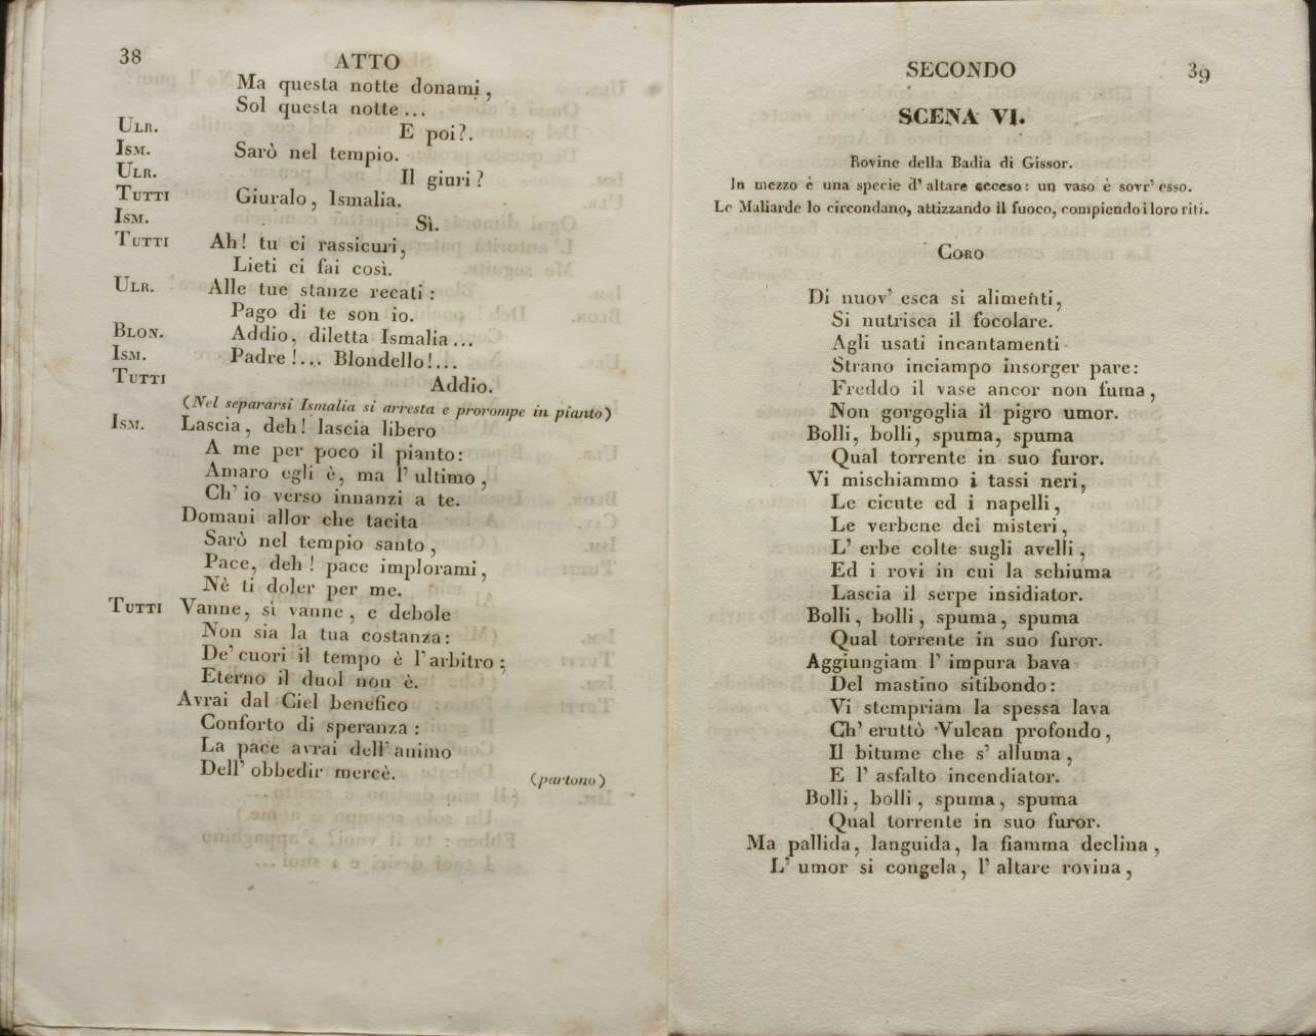 38
ATTO
Ma questa notte donami,
Sol questa notte...
Ulr. E poi?.
Ism. Sarò nel tempio.
Ulr. Il giuri?
Tutti Giuralo, Ismalia.
Ism. Sì.
Tutti Ah! tu ci rassicuri,
Lieti ci fai così.
Ulr. Alle tue stanze recati:
Pago di te son io.
Blon. Addio, diletta Ismalia...
Ism. Padre!... Blondello!...
Tutti Addio.
(Nel separarsi Ismalia si arresta e prorompe in pianto)
Ism. Lascia, deh! lascia libero
A me per poco il pianto:
Amaro egli è, ma l' ultimo,
Ch' io verso innanzi a te.
Domani allor che tacita
Sarò nel tempio santo,
Pace, deh! pace implorami,
Nè ti doler per me.
Tutti Vanne, sì vanne, e debole
Non sia la tua costanza:
De' cuori il tempo è l'arbitro;
Eterno il duol non è.
Avrai dal Ciel benefico
Conforto di speranza:
La pace avrai dell'animo
Dell' obbedir mercè.
(partono)
SECONDO
39
SCENA VI.
Rovine della Badia di Gissor.
In mezzo è una specie d' altare acceso: un vaso è sovr' esso.
Le Maliarde lo circondano, attizzando il fuoco, compiendo i loro riti.
Coro
Di nuov' esca si alimenti,
Si nutrisca il focolare.
Agli usati incantamenti
Strano inciampo insorger pare:
Freddo il vase ancor non fuma,
Non gorgoglia il pigro umor.
Bolli, bolli, spuma, spuma
Qual torrente in suo furor.
Vi mischiammo i tassi neri,
Le cicute ed i napelli,
Le verbene dei misteri,
L' erbe colte sugli avelli,
Ed i rovi in cui la schiuma
Lascia il serpe insidiator.
Bolli, bolli, spuma, spuma
Qual torrente in suo furor.
Aggiungiam l' impura bava
Del mastino sitibondo:
Vi stempriam la spessa lava
Ch' eruttò Vulcan profondo,
Il bitume che s' alluma,
E l' asfalto incendiator.
Bolli, bolli, spuma, spuma
Qual torrente in suo furor.
Ma pallida, languida, la fiamma declina,
L' umor si congela, l' altare rovina,